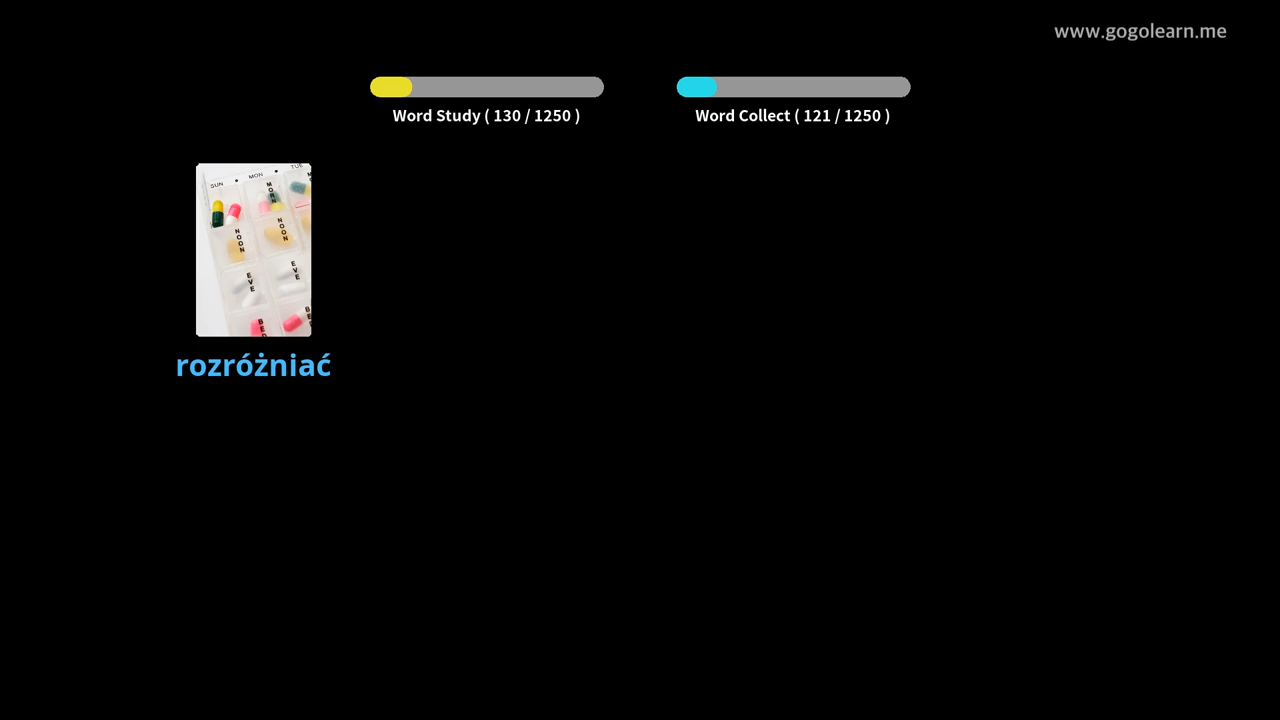 www.gogolearn.me
Word Study ( 130 / 1250 )
Word Collect ( 121 / 1250 )
SUN
MON
TUE
MORN
NOON
NOON
EVE
EVE
BED
rozróżniać